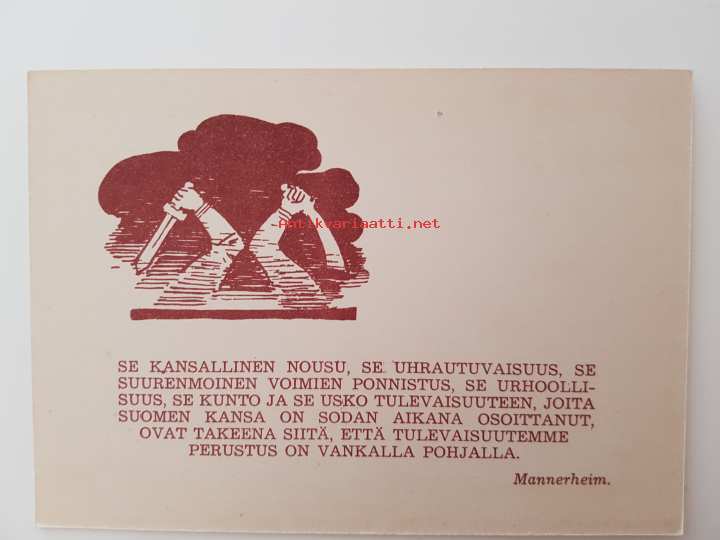 Antikvariaatti.net
SE KANSALLINEN NOUSU, SE UHRAUTUVAISUUS, SE
SUURENMOINEN VOIMIEN PONNISTUS, SE URHOOLLI-
SUUS, SE KUNTO JA SE USKO TULEVAISUUTEEN, JOITA
SUOMEN KANSA ON SODAN AIKANA OSOITTANUT,
OVAT TAKEENA SIITÄ, ETTÄ TULEVAISUUTEMME
PERUSTUS ON VANKALLA POHJALLA.
Mannerheim.